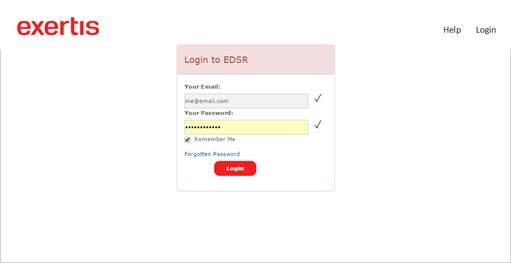 exertis
Help Login
Login to EDSR
Your Email:
me@email.com
Your Password:
••••••••••••
Remember Me
Forgotten Password
Login